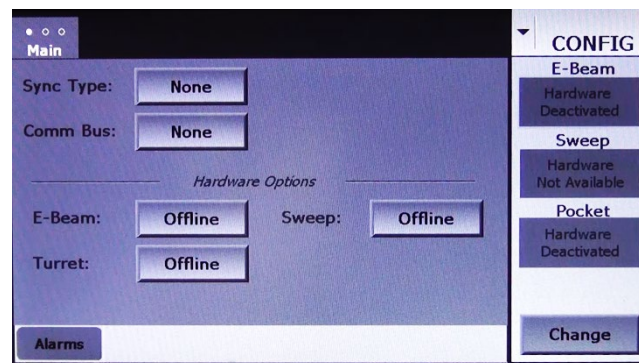 Main
CONFIG
Sync Type: None
Comm Bus: None
Hardware Options
E-Beam: Offline Sweep: Offline
Turret: Offline
Alarms
E-Beam
Hardware
Deactivated
Sweep
Hardware
Not Available
Pocket
Hardware
Deactivated
Change